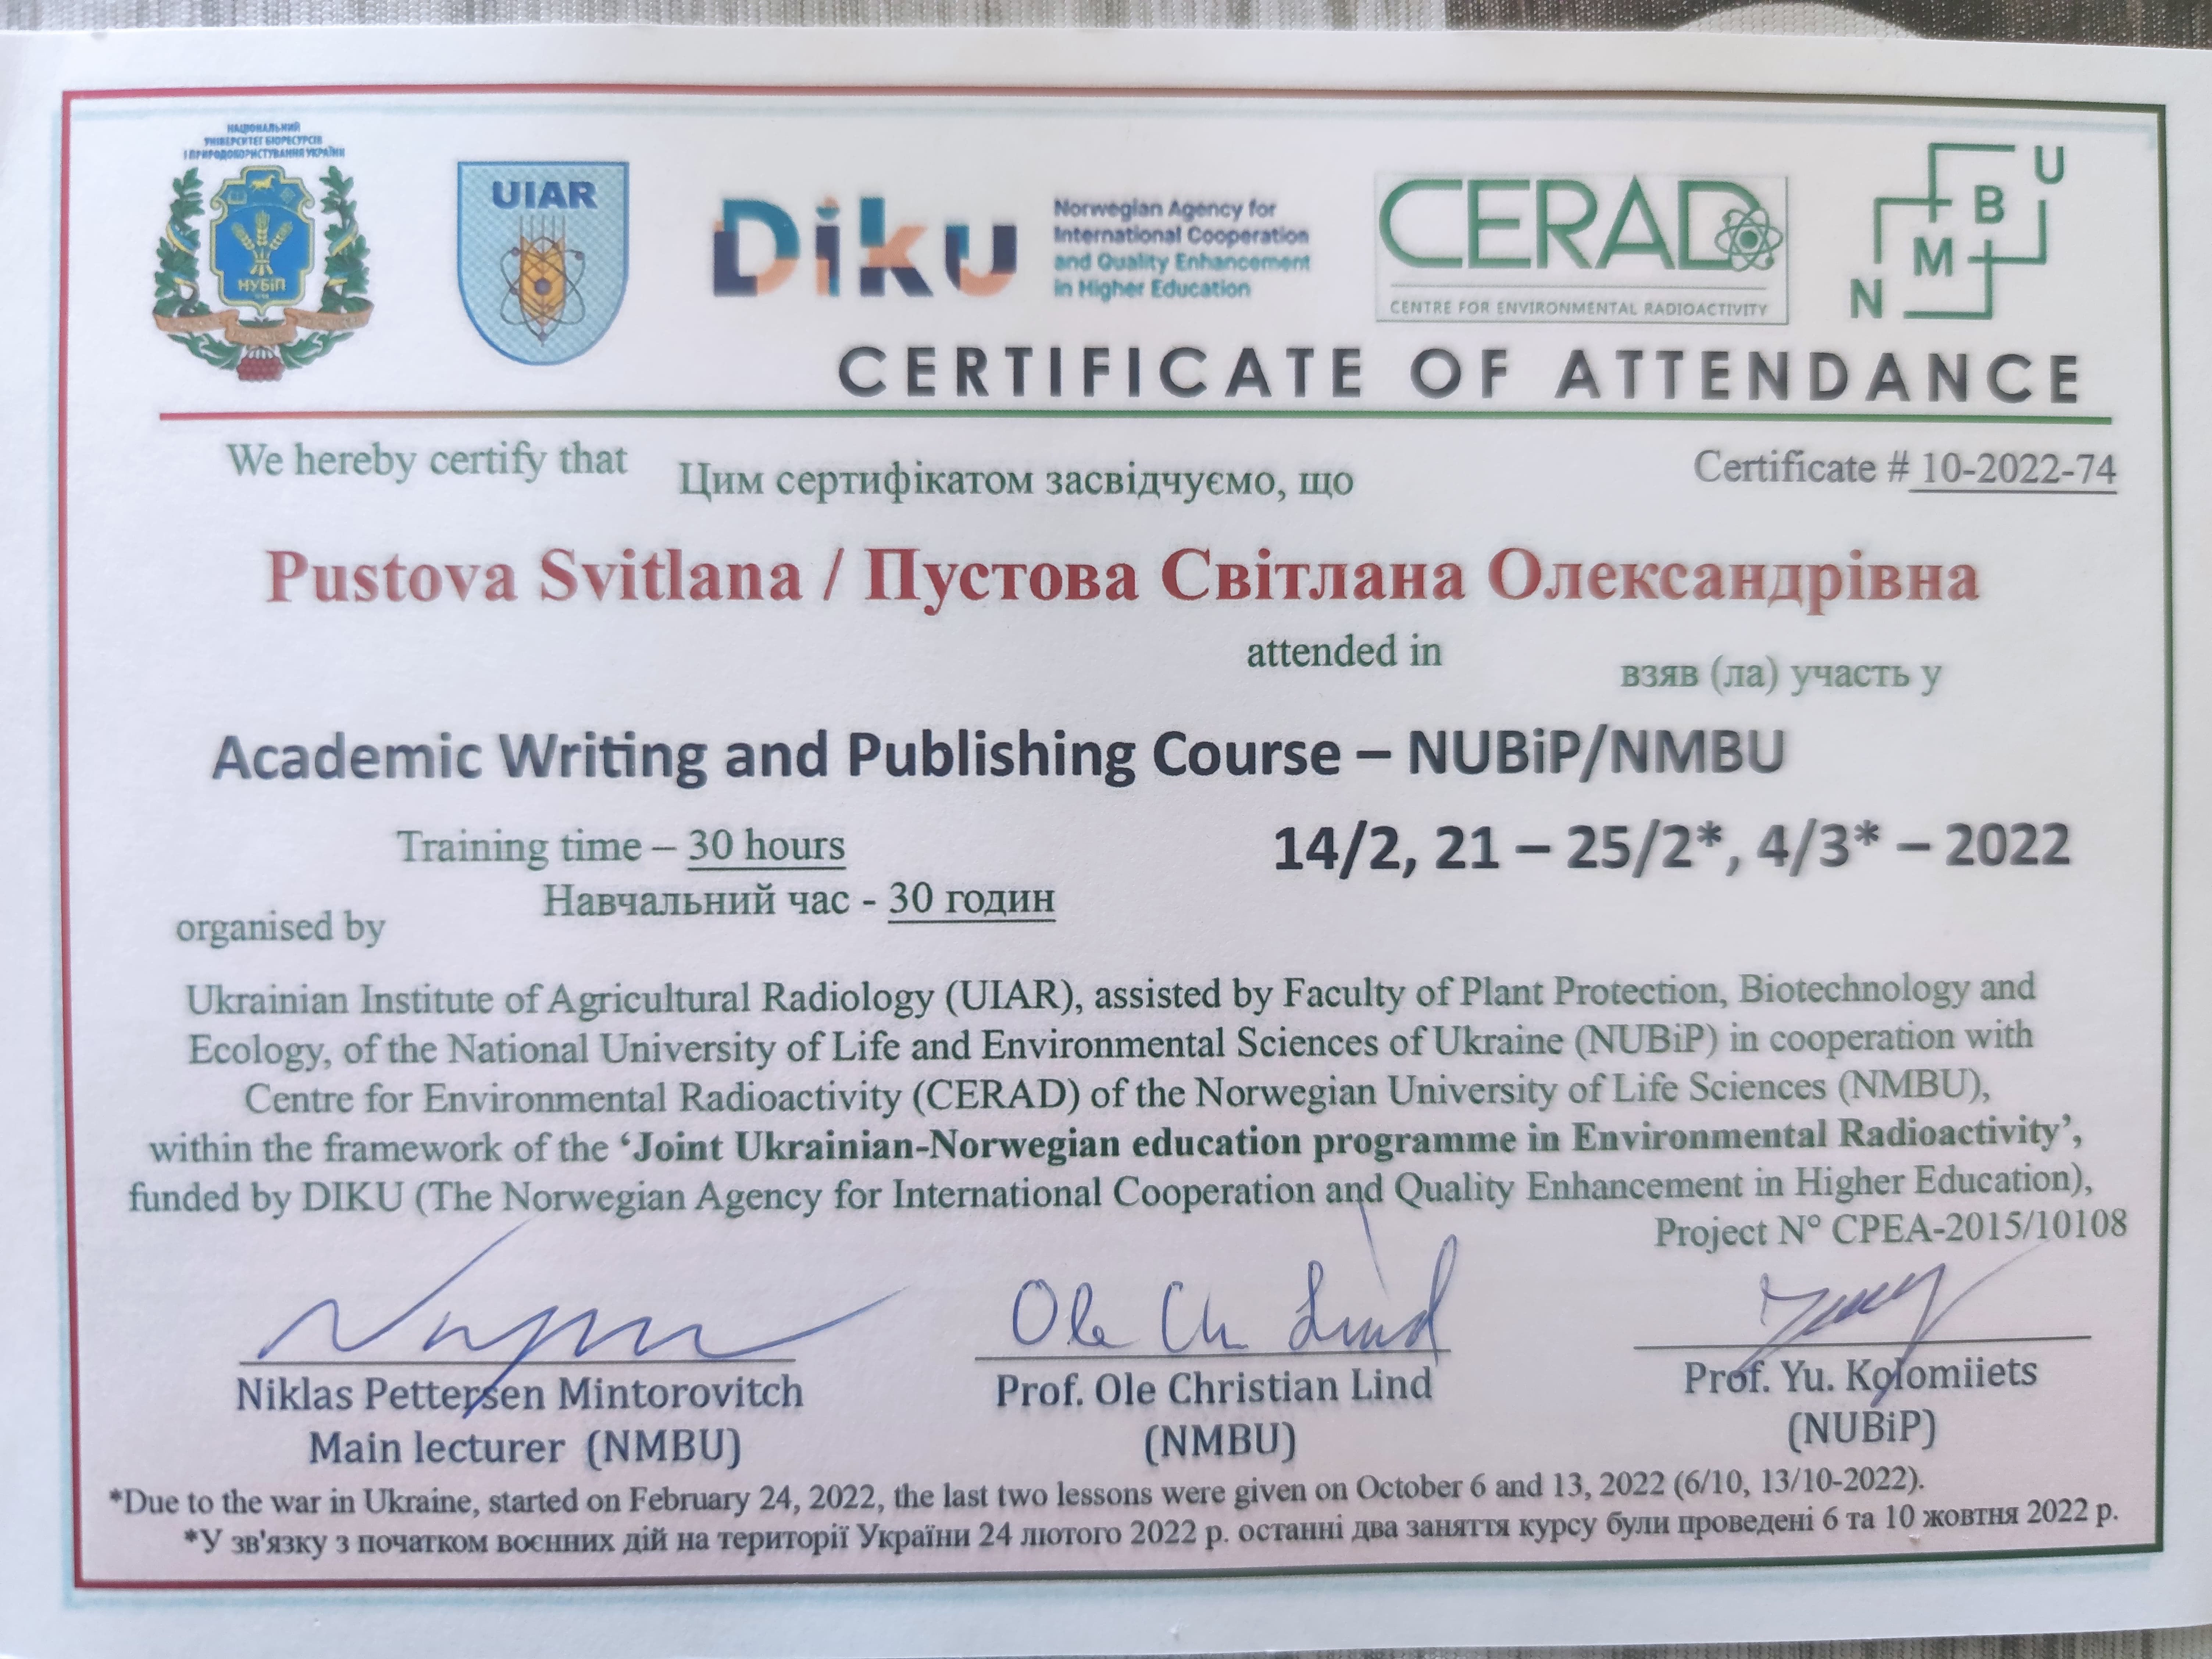 НАЦІОНАЛЬНИЙ
УНІВЕРСИТЕТ БІОРЕСУРСІВ
І ПРИРОДОКОРИСТУВАННЯ УКРАЇНИ
НУБіП
UIAR
Diku
Norwegian Agency for
International Cooperation
and Quality Enhancement
in Higher Education
CERAD
CENTRE FOR ENVIRONMENTAL RADIOACTIVITY
N M B U
CERTIFICATE OF ATTENDANCE
We hereby certify that
Цим сертифікатом засвідчуємо, що
Certificate # 10-2022-74
Pustova Svitlana / Пустова Світлана Олександрівна
attended in
взяв (ла) участь у
Academic Writing and Publishing Course – NUBiP/NMBU
Training time – 30 hours
14/2, 21 – 25/2*, 4/3* – 2022
Навчальний час - 30 годин
organised by
Ukrainian Institute of Agricultural Radiology (UIAR), assisted by Faculty of Plant Protection, Biotechnology and
Ecology, of the National University of Life and Environmental Sciences of Ukraine (NUBiP) in cooperation with
Centre for Environmental Radioactivity (CERAD) of the Norwegian University of Life Sciences (NMBU),
within the framework of the ‘Joint Ukrainian-Norwegian education programme in Environmental Radioactivity’,
funded by DIKU (The Norwegian Agency for International Cooperation and Quality Enhancement in Higher Education),
Project N° CPEA-2015/10108
Ole Ch Lind
Niklas Pettersen Mintorovitch
Main lecturer (NMBU)
Prof. Ole Christian Lind
(NMBU)
Prof. Yu. Kolomiiets
(NUBiP)
*Due to the war in Ukraine, started on February 24, 2022, the last two lessons were given on October 6 and 13, 2022 (6/10, 13/10-2022).
*У зв'язку з початком воєнних дій на території України 24 лютого 2022 р. останні два заняття курсу були проведені 6 та 10 жовтня 2022 р.